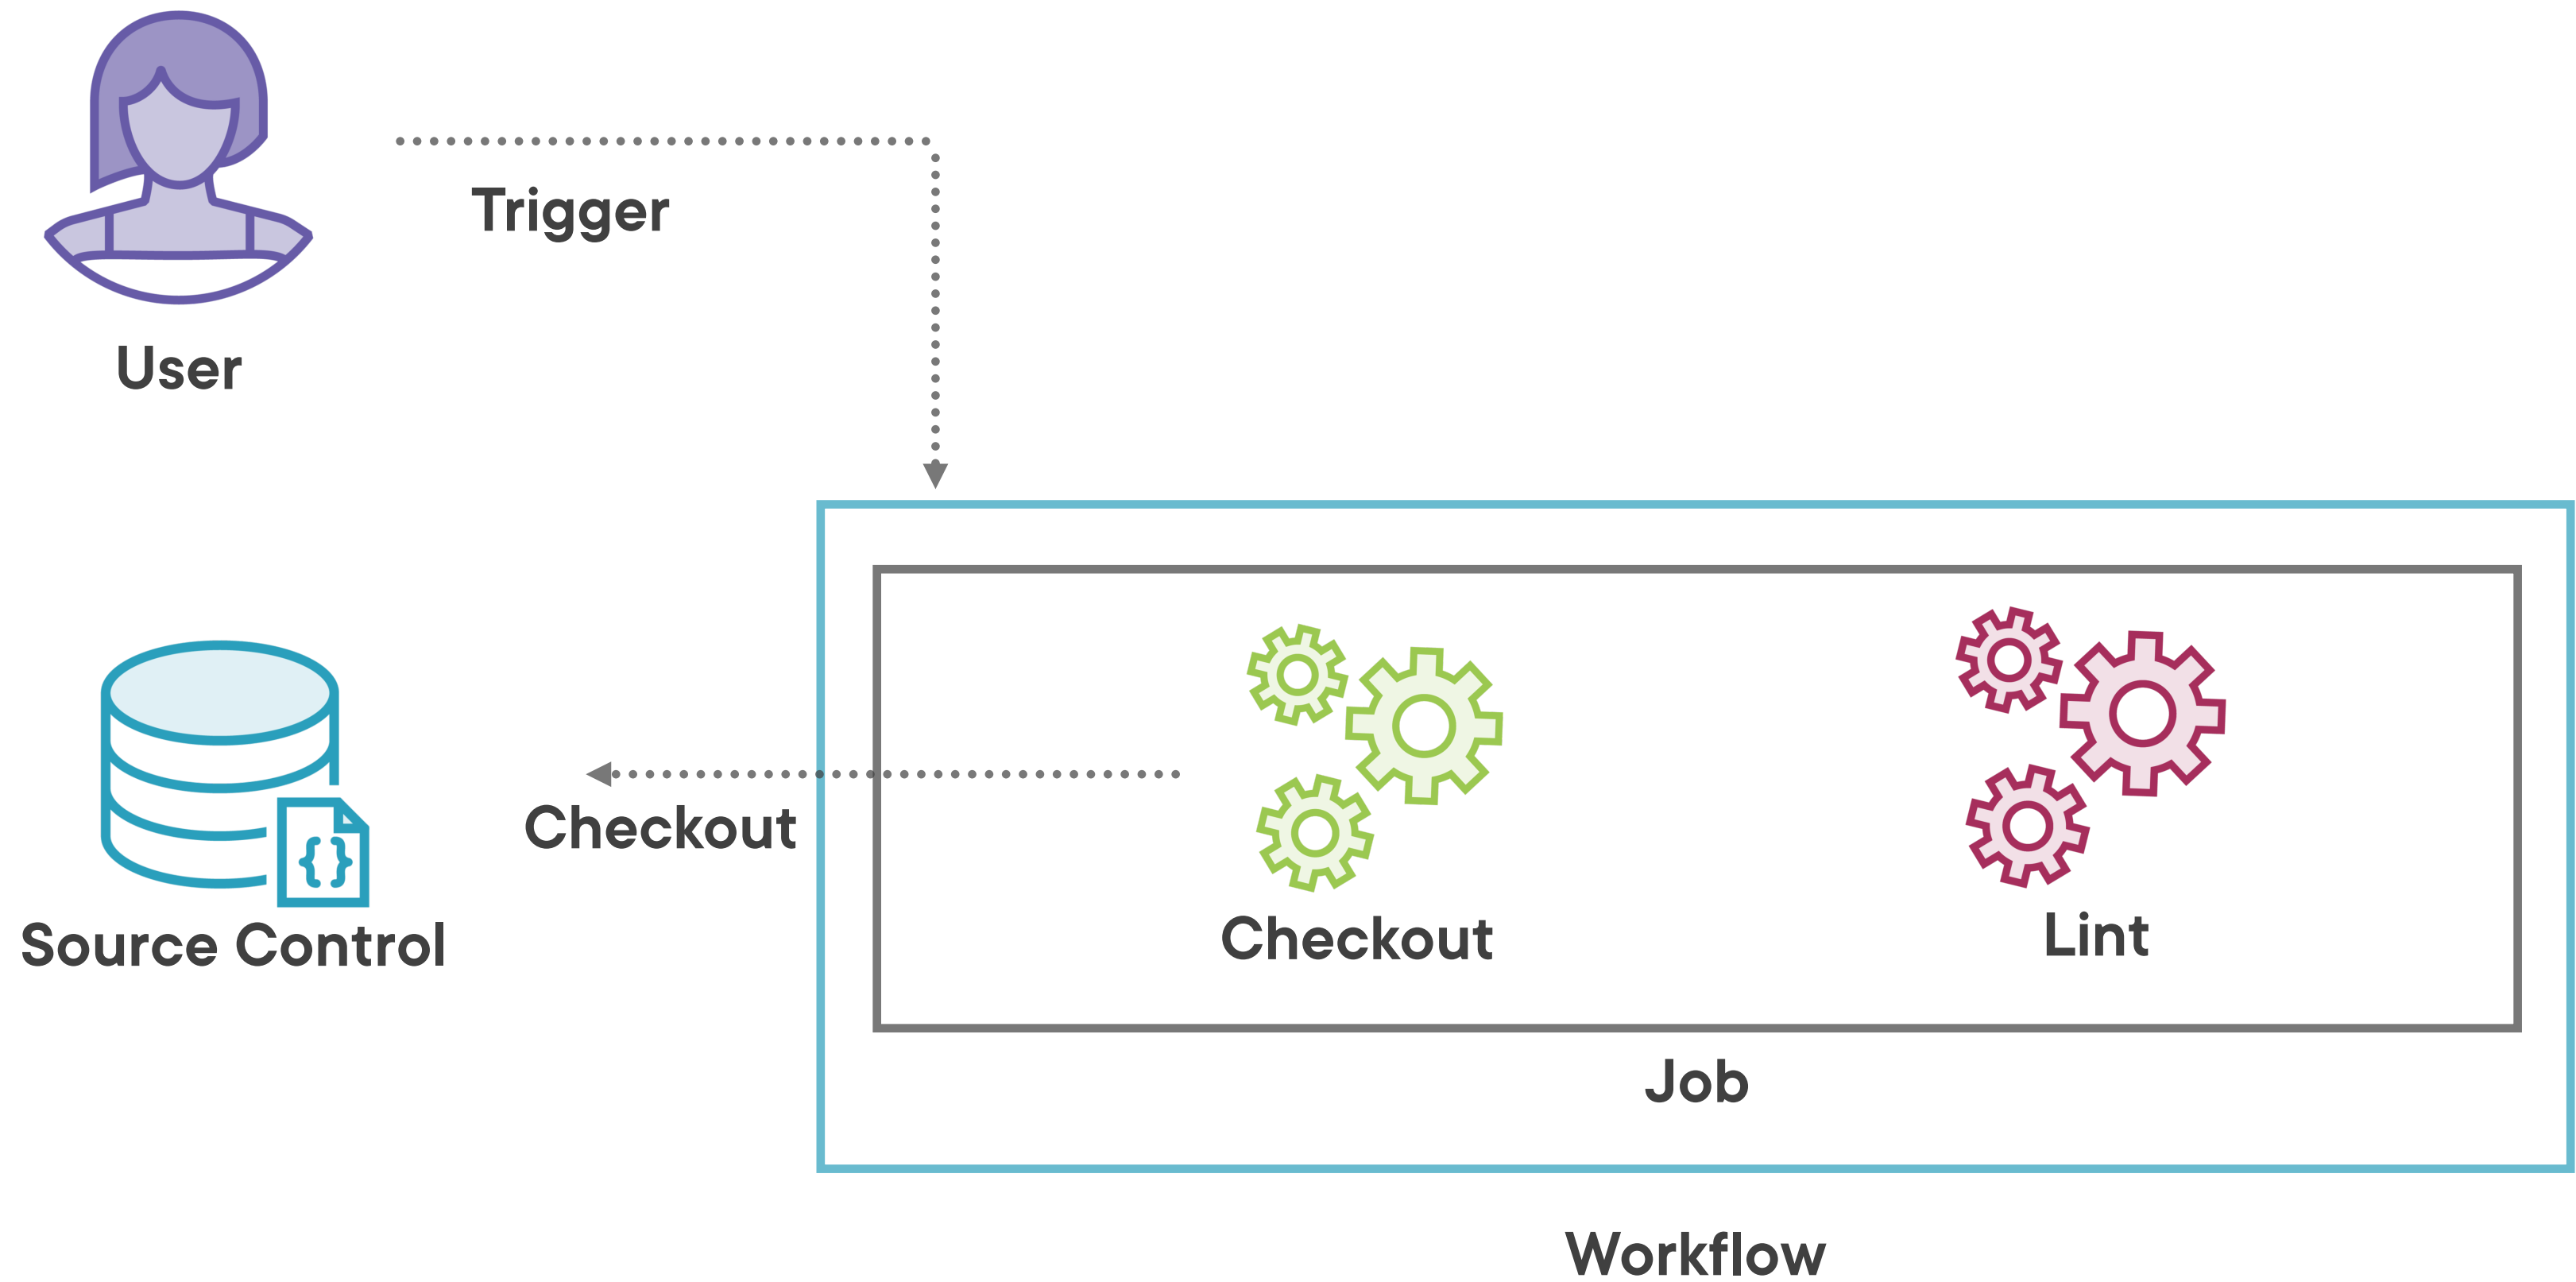 Trigger
User
Checkout
Source Control
Checkout
Lint
Job
Workflow